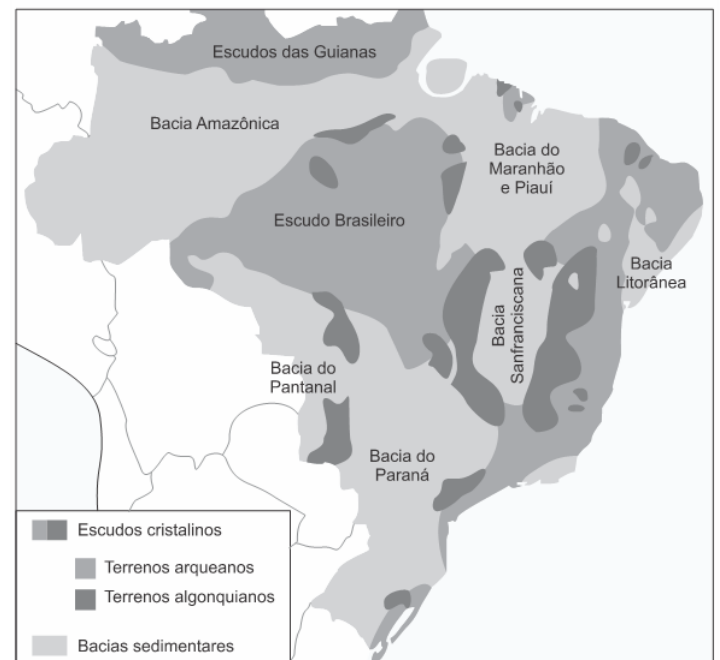 Escudos das Guianas
Bacia Amazônica
Bacia do
Maranhão
e Piauí
Escudo Brasileiro
Bacia
Litorânea
Bacia
Sanfranciscana
Bacia do
Pantanal
Bacia do
Paraná
Escudos cristalinos
Terrenos arqueanos
Terrenos algonquianos
Bacias sedimentares